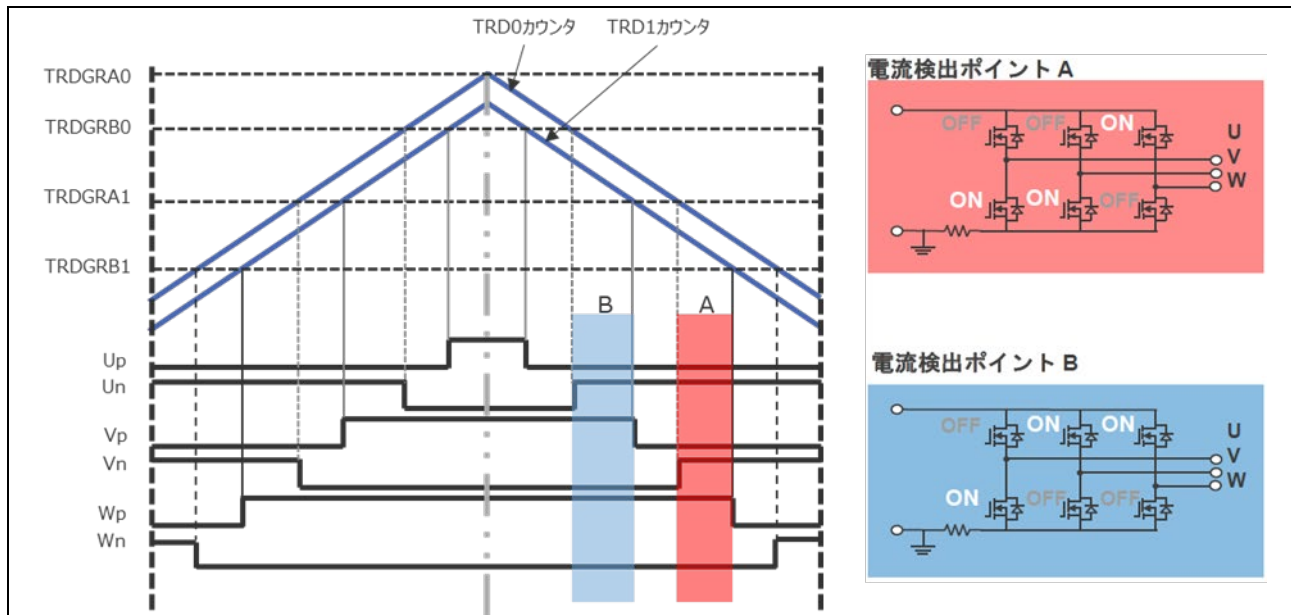 TRD0カウンタ TRD1カウンタ
TRDGRA0
TRDGRB0
TRDGRA1
TRDGRB1
B A
Up
Un
Vp
Vn
Wp
Wn
電流検出ポイント A
OFF OFF ON
U
V
W
ON ON OFF
電流検出ポイント B
OFF ON ON
U
V
W
ON OFF OFF